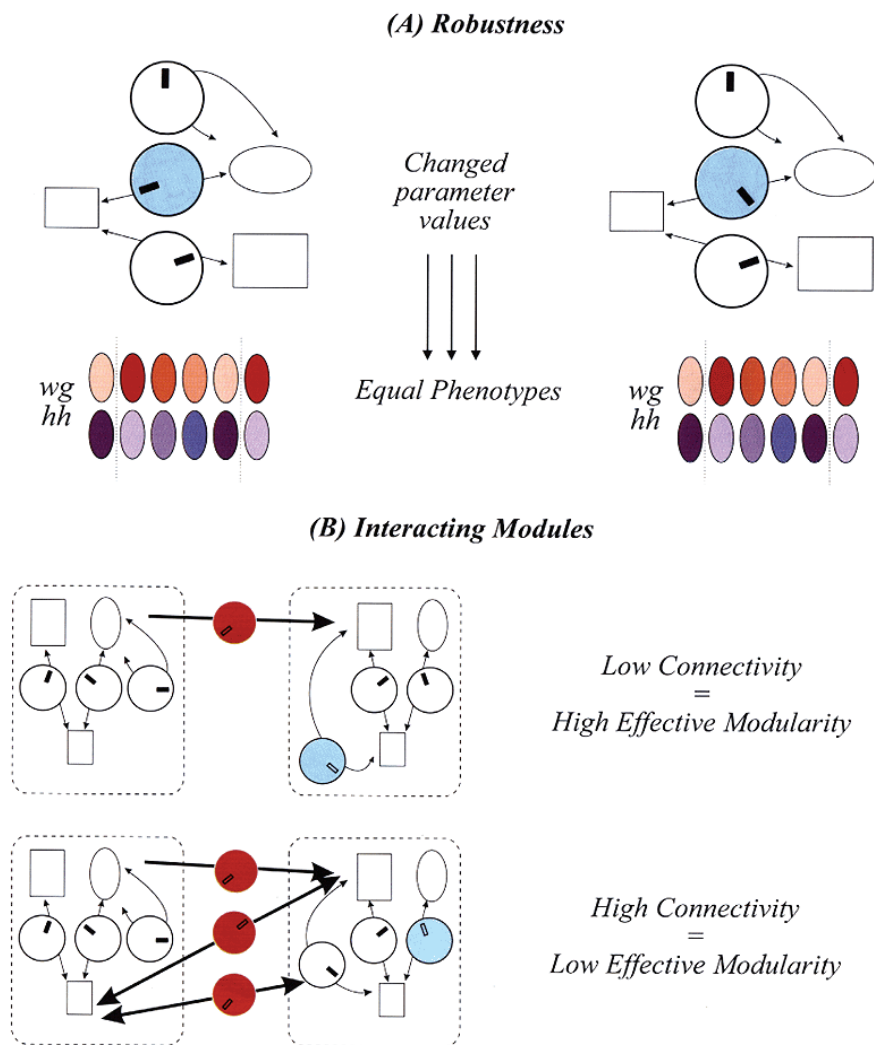 (A) Robustness
Changed
parameter
values
wg
hh
Equal Phenotypes
wg
hh
(B) Interacting Modules
Low Connectivity
=
High Effective Modularity
High Connectivity
=
Low Effective Modularity